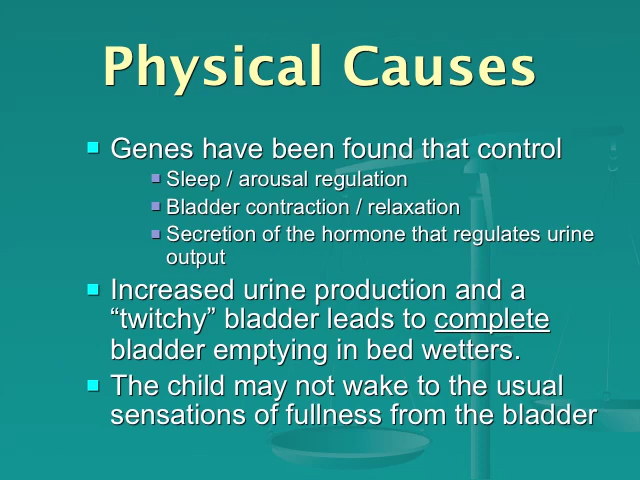 Physical Causes
Genes have been found that control
Sleep / arousal regulation
Bladder contraction / relaxation
Secretion of the hormone that regulates urine
output
Increased urine production and a
“twitchy” bladder leads to complete
bladder emptying in bed wetters.
The child may not wake to the usual
sensations of fullness from the bladder